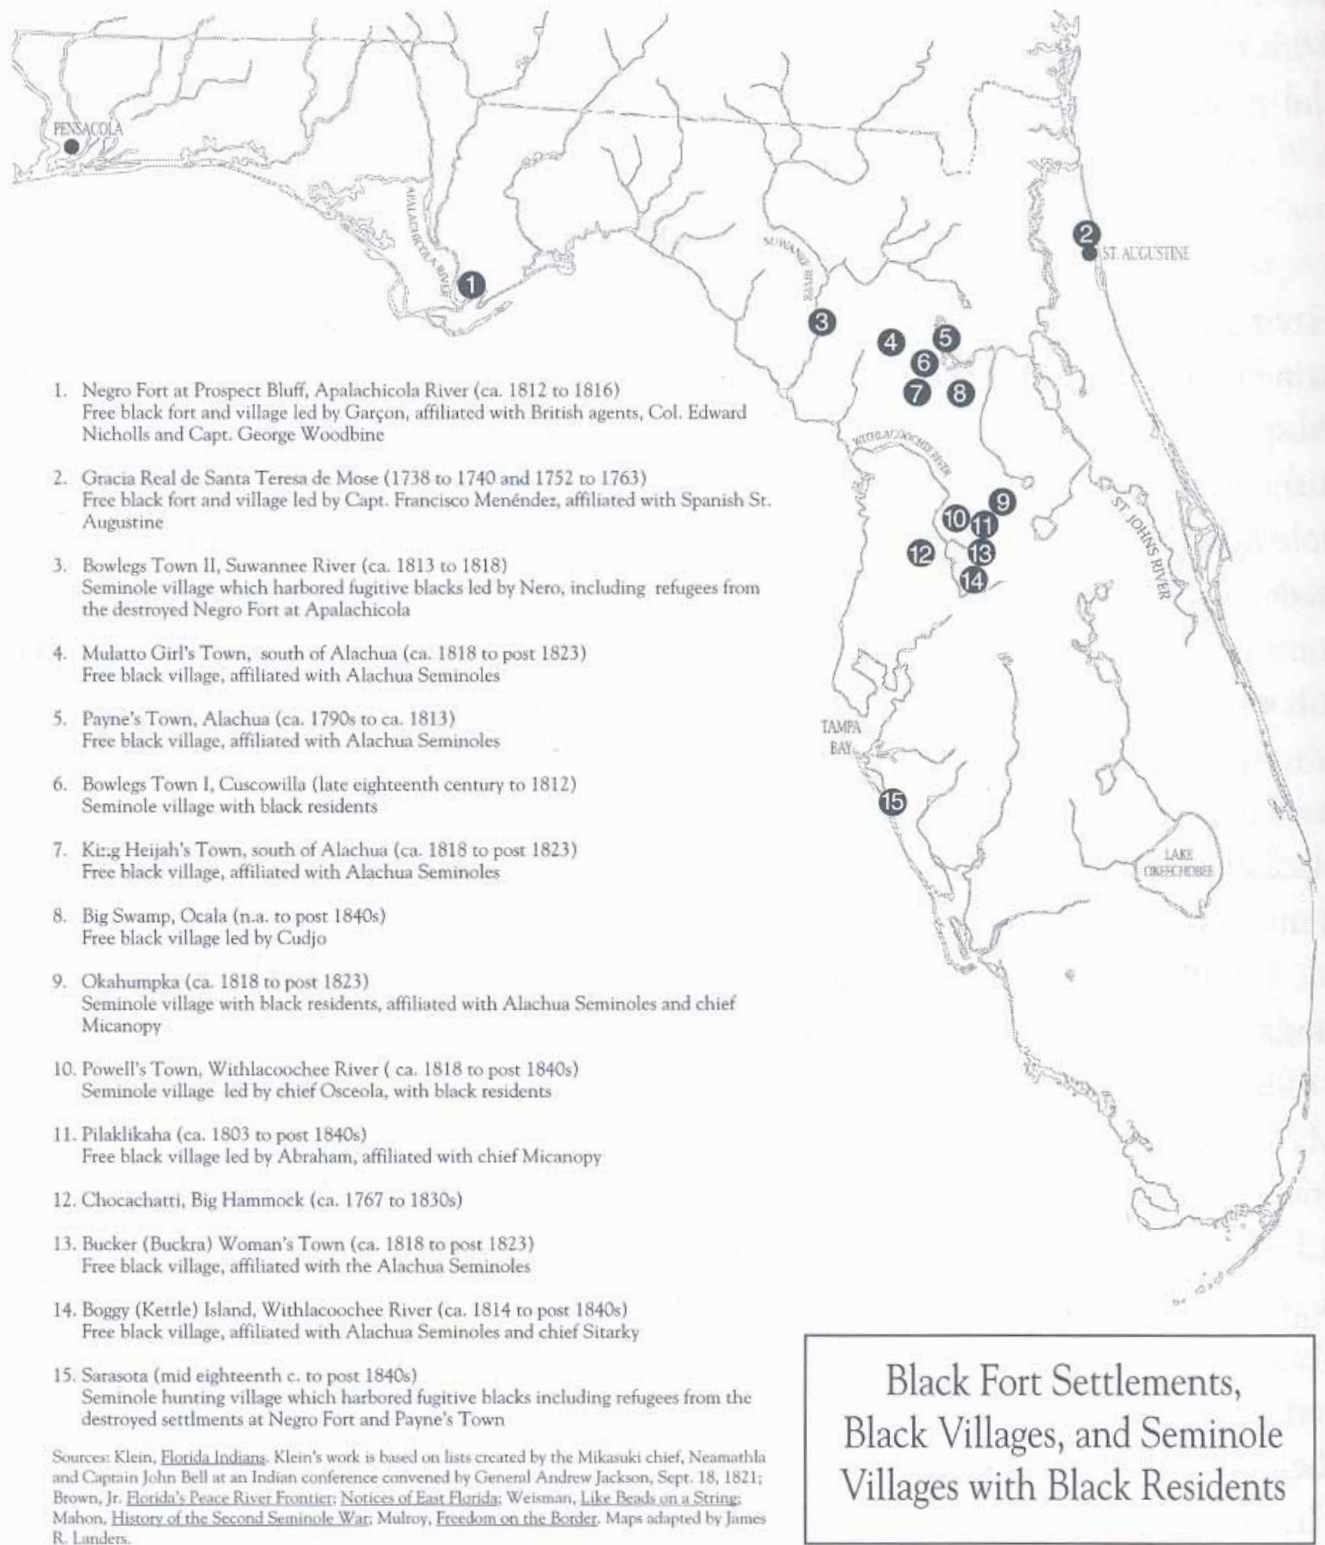 PENSACOLA
APALACHICOLA RIVER
SUWANEE RIVER
ST. AUGUSTINE
WITHLACOOCHEE RIVER
ST. JOHNS RIVER
TAMPA
BAY
LAKE
OKEECHOBEE
1
2
3
4
5
6
7
8
9
10
11
12
13
14
15
1. Negro Fort at Prospect Bluff, Apalachicola River (ca. 1812 to 1816)
Free black fort and village led by Garçon, affiliated with British agents, Col. Edward
Nicholls and Capt. George Woodbine
2. Gracia Real de Santa Teresa de Mose (1738 to 1740 and 1752 to 1763)
Free black fort and village led by Capt. Francisco Menéndez, affiliated with Spanish St.
Augustine
3. Bowlegs Town II, Suwannee River (ca. 1813 to 1818)
Seminole village which harbored fugitive blacks led by Nero, including refugees from
the destroyed Negro Fort at Apalachicola
4. Mulatto Girl's Town, south of Alachua (ca. 1818 to post 1823)
Free black village, affiliated with Alachua Seminoles
5. Payne's Town, Alachua (ca. 1790s to ca. 1813)
Free black village, affiliated with Alachua Seminoles
6. Bowlegs Town I, Cuscowilla (late eighteenth century to 1812)
Seminole village with black residents
7. King Heijah's Town, south of Alachua (ca. 1818 to post 1823)
Free black village, affiliated with Alachua Seminoles
8. Big Swamp, Ocala (n.a. to post 1840s)
Free black village led by Cudjo
9. Okahumpka (ca. 1818 to post 1823)
Seminole village with black residents, affiliated with Alachua Seminoles and chief
Micanopy
10. Powell's Town, Withlacoochee River ( ca. 1818 to post 1840s)
Seminole village led by chief Osceola, with black residents
11. Pilaklikaha (ca. 1803 to post 1840s)
Free black village led by Abraham, affiliated with chief Micanopy
12. Chocachatti, Big Hammock (ca. 1767 to 1830s)
13. Bucker (Buckra) Woman's Town (ca. 1818 to post 1823)
Free black village, affiliated with the Alachua Seminoles
14. Boggy (Kettle) Island, Withlacoochee River (ca. 1814 to post 1840s)
Free black village, affiliated with Alachua Seminoles and chief Sitarky
15. Sarasota (mid eighteenth c. to post 1840s)
Seminole hunting village which harbored fugitive blacks including refugees from the
destroyed settlments at Negro Fort and Payne's Town
Sources: Klein, Florida Indians. Klein's work is based on lists created by the Mikasuki chief, Neamathla
and Captain John Bell at an Indian conference convened by General Andrew Jackson, Sept. 18, 1821;
Brown, Jr. Florida's Peace River Frontier; Notices of East Florida; Weisman, Like Beads on a String;
Mahon, History of the Second Seminole War; Mulroy, Freedom on the Border. Maps adapted by James
R. Landers.
Black Fort Settlements,
Black Villages, and Seminole
Villages with Black Residents